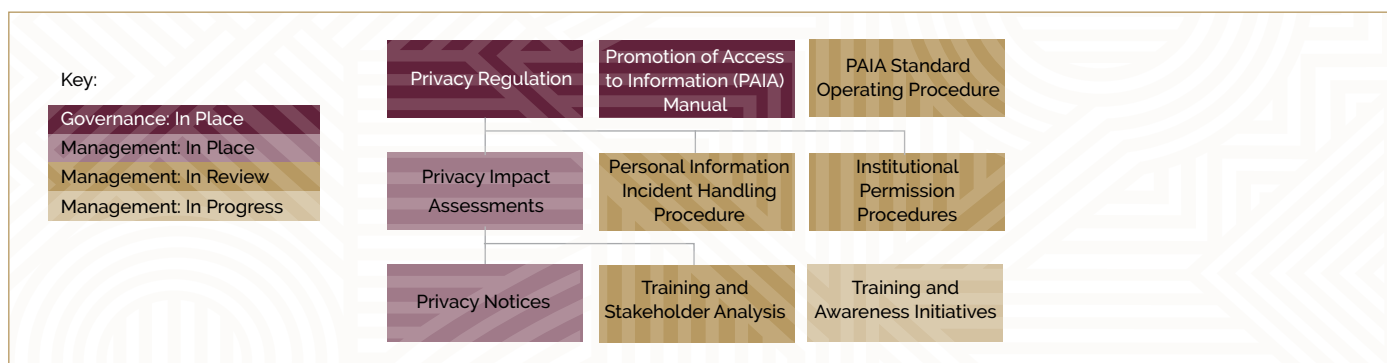 Key:
Governance: In Place
Management: In Place
Management: In Review
Management: In Progress
Privacy Regulation
Promotion of Access
to Information (PAIA)
Manual
PAIA Standard
Operating Procedure
Privacy Impact
Assessments
Personal Information
Incident Handling
Procedure
Institutional
Permission
Procedures
Privacy Notices
Training and
Stakeholder Analysis
Training and
Awareness Initiatives